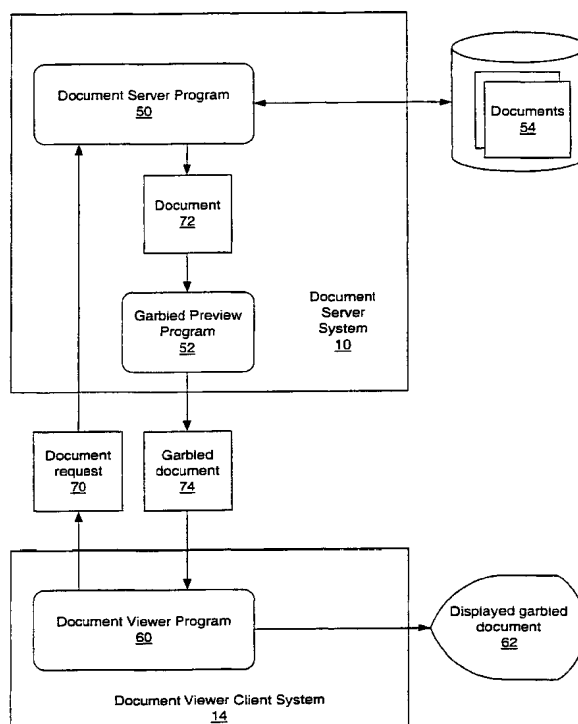 Document Server Program
50
Documents
54
Document
72
Garbled Preview
Program
52
Document
Server
System
10
Document
request
70
Garbled
document
74
Document Viewer Program
60
Displayed garbled
document
62
Document Viewer Client System
14